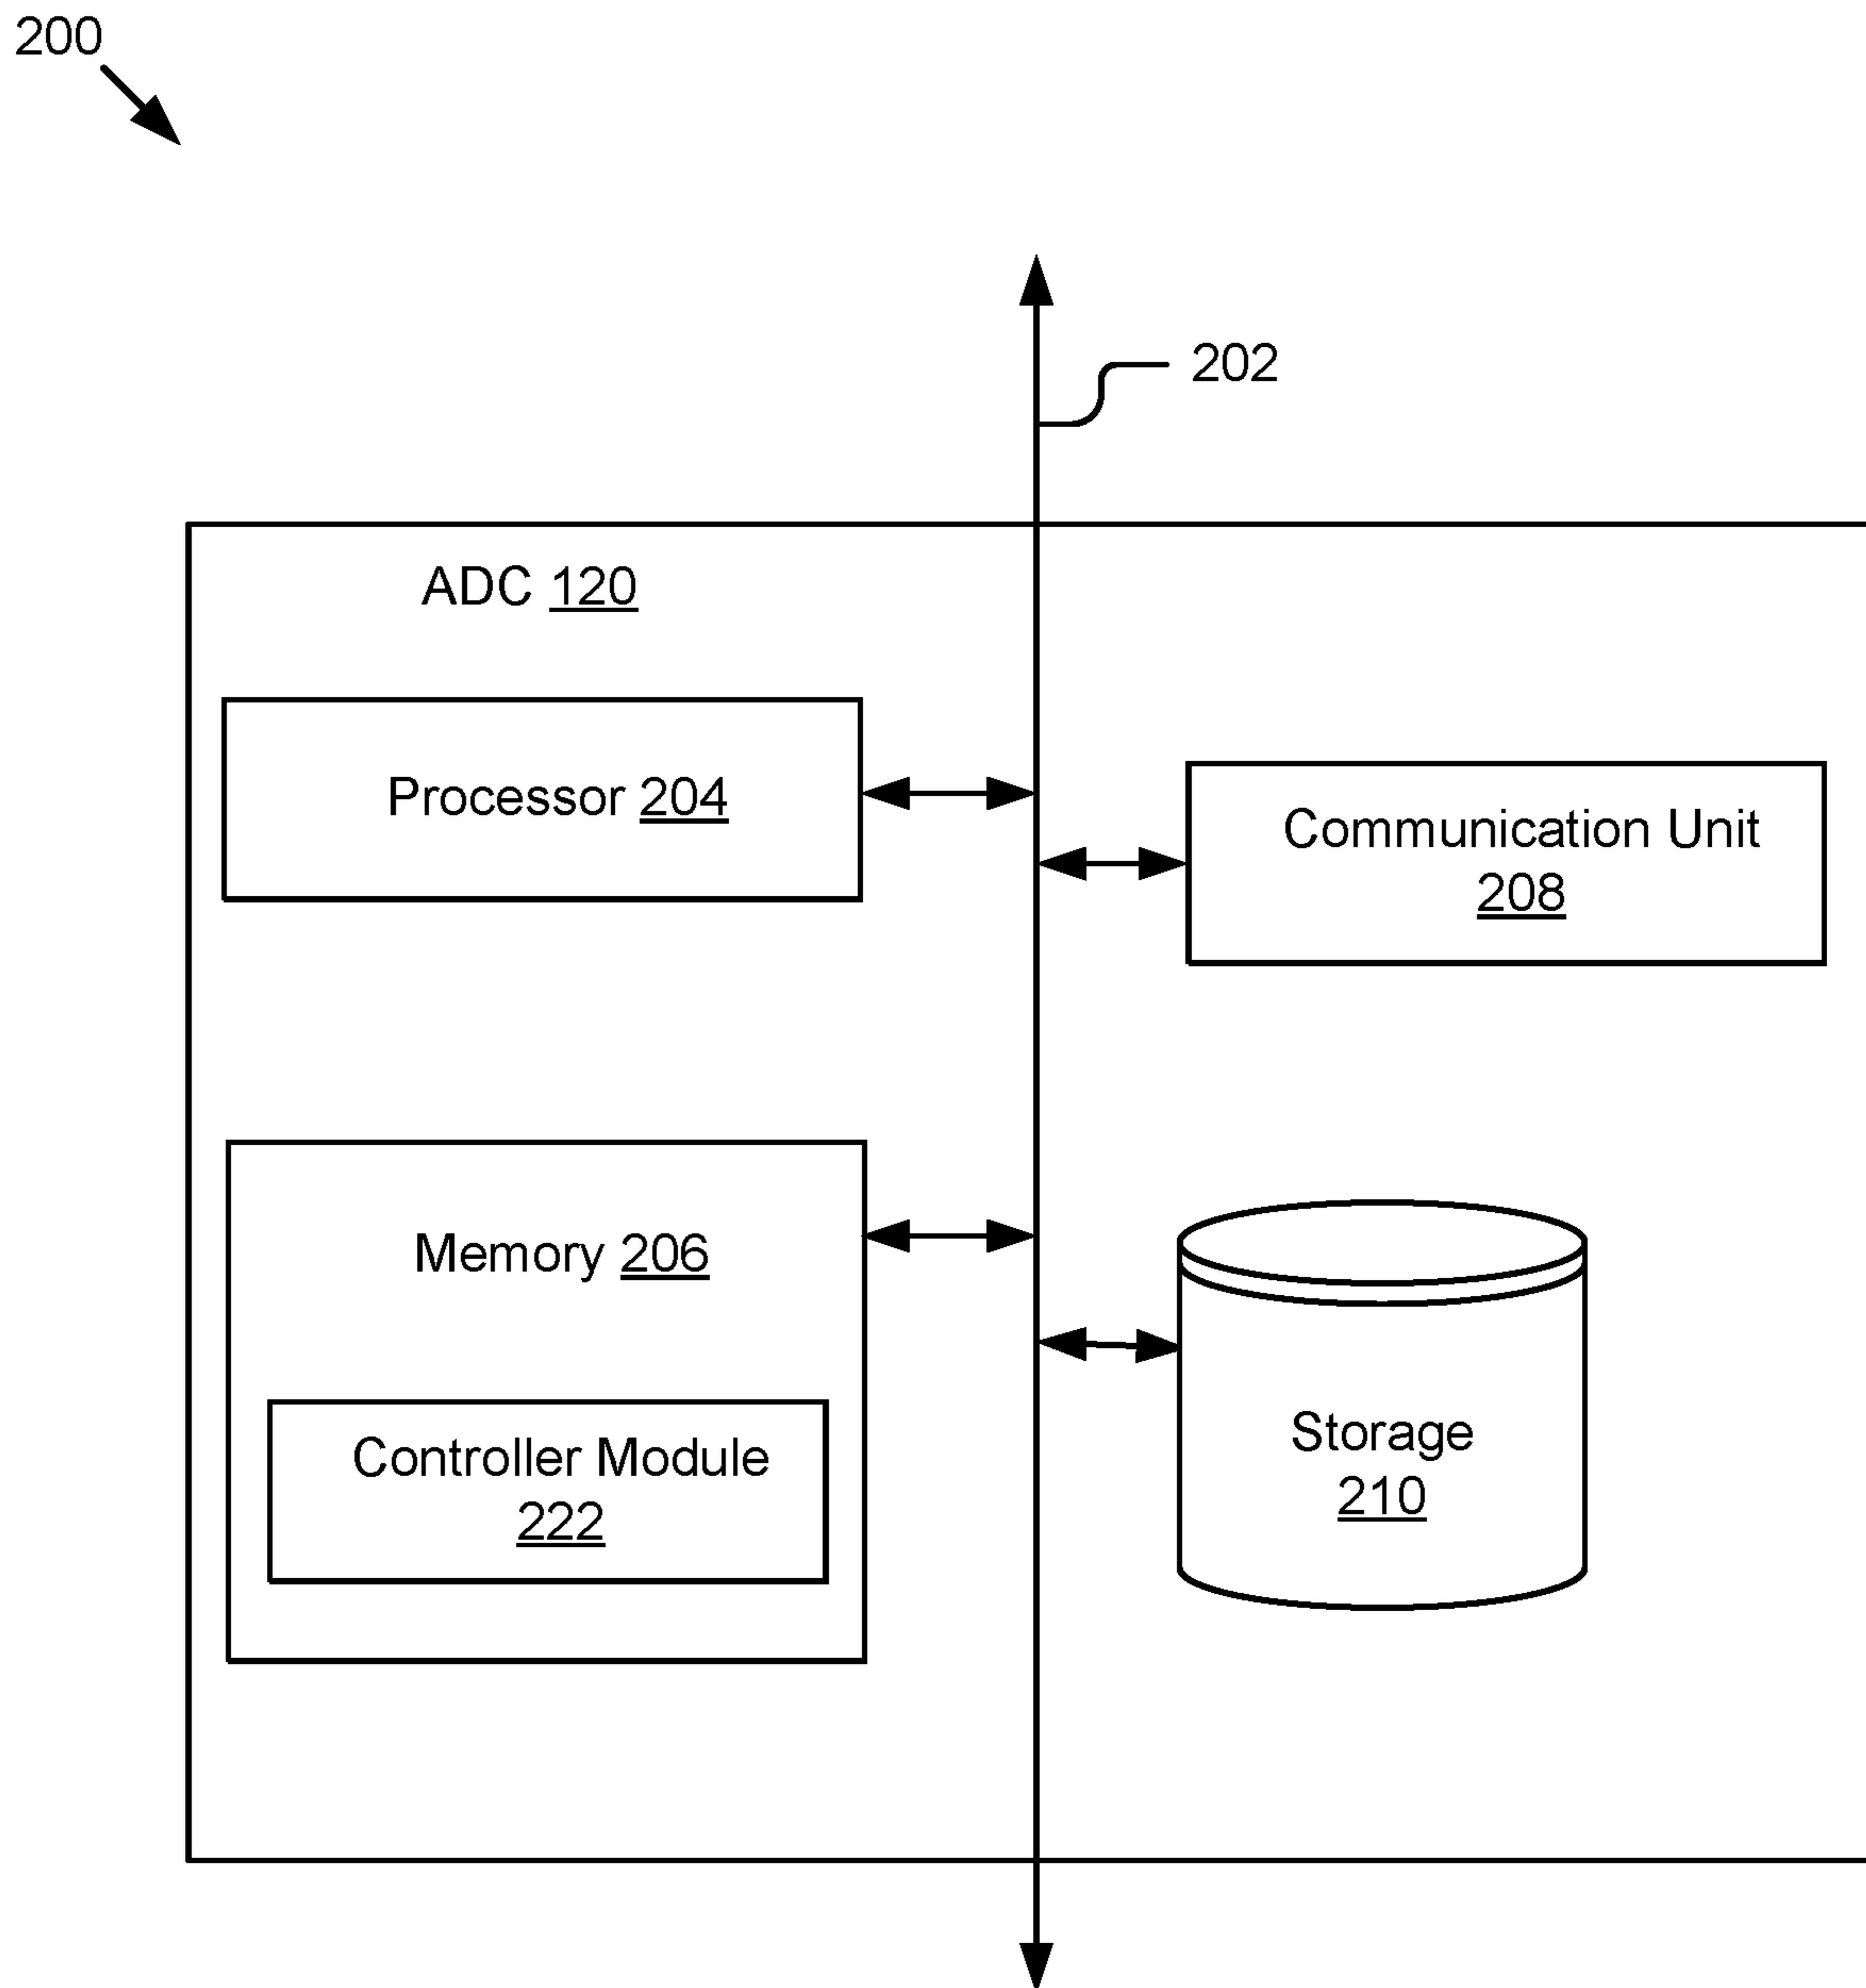 200
202
ADC 120
Processor 204
Communication Unit
208
Memory 206
Controller Module
222
Storage
210